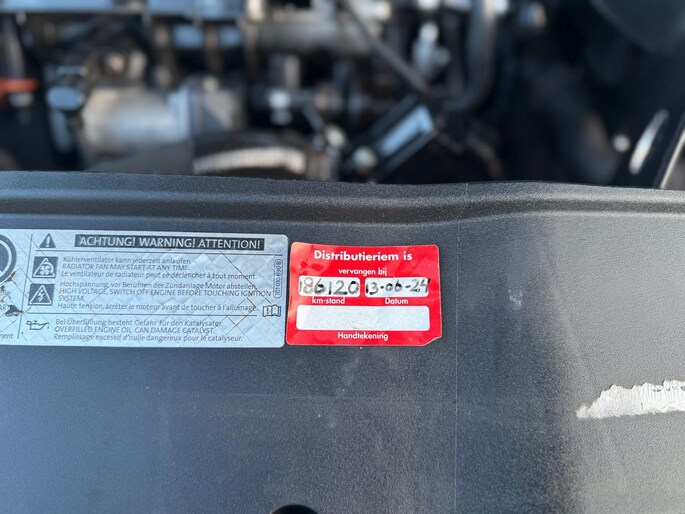 ACHTUNG! WARNING! ATTENTION!
Kühlerventilator kann jederzeit anlaufen
RADIATOR FAN MAY START AT ANY TIME.
Le ventilateur de radiateur peut se déclencher à tout moment.
Hochspannung, vor Berühren der Zündanlage Motor abstellen,
HIGH VOLTAGE, SWITCH OFF ENGINE BEFORE TOUCHING IGNITION
SYSTEM.
Haute tension, arrêter le moteur avant de toucher à l'allumage.
Bei Überfüllung besteht Gefahr für den Katalysator.
OVERFILLED ENGINE OIL CAN DAMAGE CATALYST.
Remplissage excessif d'huile dangereux pour le catalyseur.
Distributieriem is
vervangen bij
186120 13-06-24
km-stand Datum
Handtekening